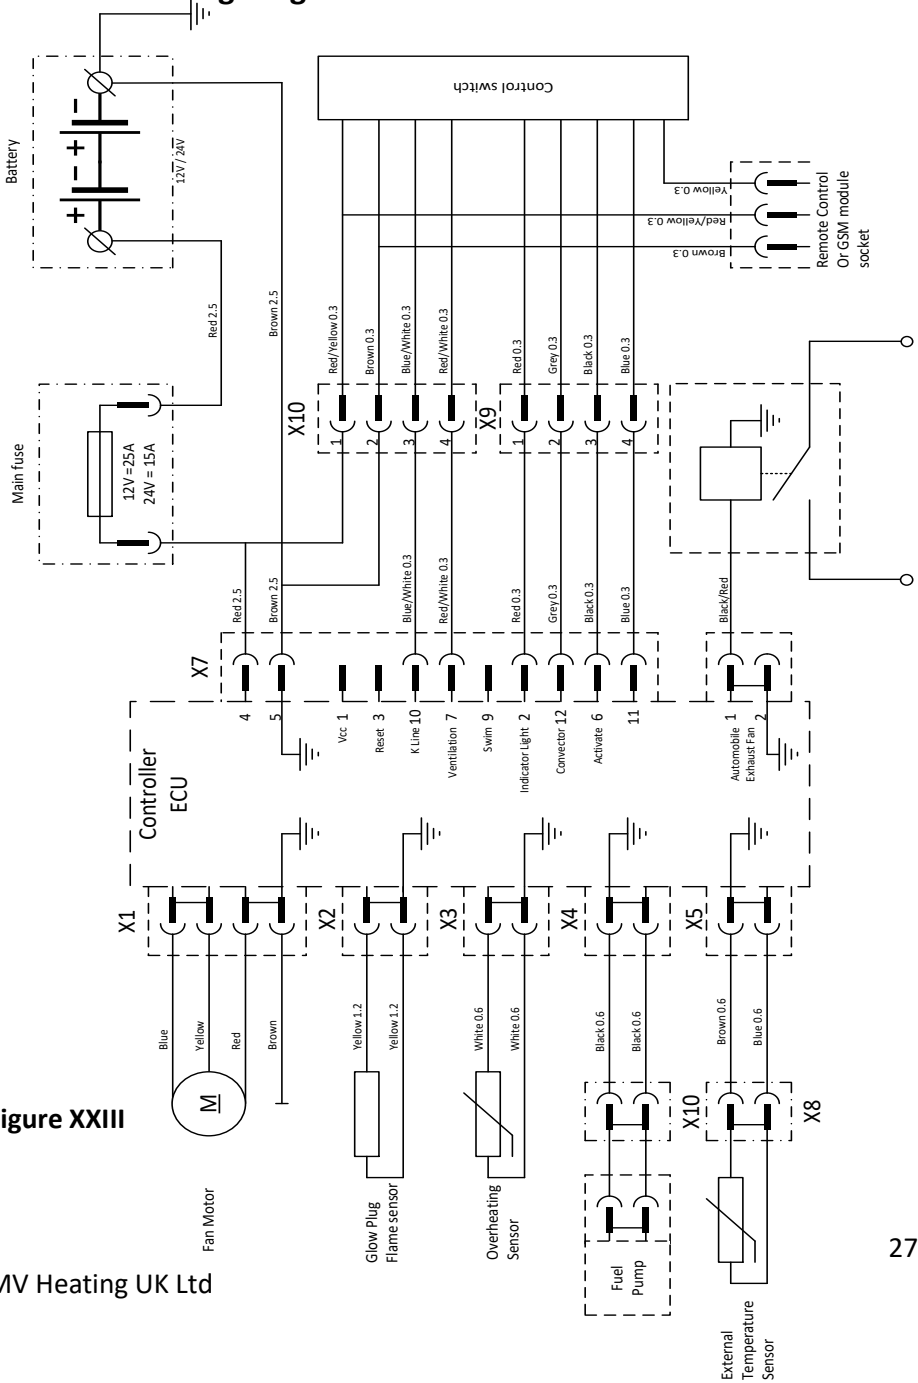 Battery
12V / 24V
Main fuse
12V =25A
24V = 15A
Red 2.5
Brown 2.5
Red 2.5
Brown 2.5
Control switch
Yellow 0.3
Red/Yellow 0.3
Brown 0.3
Remote Control
Or GSM module
socket
Red/Yellow 0.3
Brown 0.3
Blue/White 0.3
Red/White 0.3
Red 0.3
Grey 0.3
Black 0.3
Blue 0.3
X10
1
2
3
4
X9
1
2
3
4
Blue/White 0.3
Red/White 0.3
Red 0.3
Grey 0.3
Black 0.3
Blue 0.3
Black/Red
X7
4
5
Vcc 1
Reset 3
K Line 10
Ventilation 7
Swim 9
Indicator Light 2
Convector 12
Activate 6
11
1
2
Automobile
Exhaust Fan
Controller
ECU
X1
X2
X3
X4
X5
Blue
Yellow
Red
Brown
Yellow 1.2
Yellow 1.2
White 0.6
White 0.6
Black 0.6
Black 0.6
Brown 0.6
Blue 0.6
M
X10
X8
Fan Motor
Glow Plug
Flame sensor
Overheating
Sensor
Fuel
Pump
External
Temperature
Sensor
igure XXIII
MV Heating UK Ltd
27